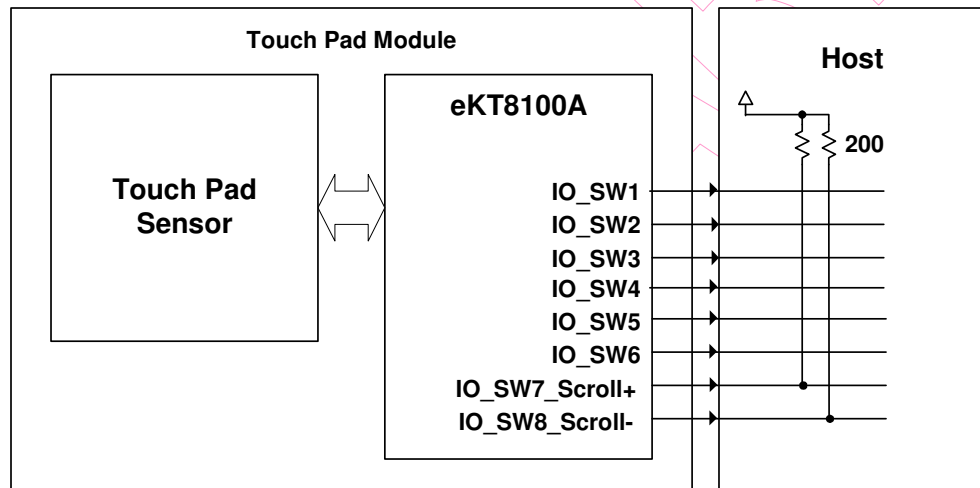 Touch Pad Module
Host
eKT8100A
200
Touch Pad
Sensor
IO_SW1
IO_SW2
IO_SW3
IO_SW4
IO_SW5
IO_SW6
IO_SW7_Scroll+
IO_SW8_Scroll-